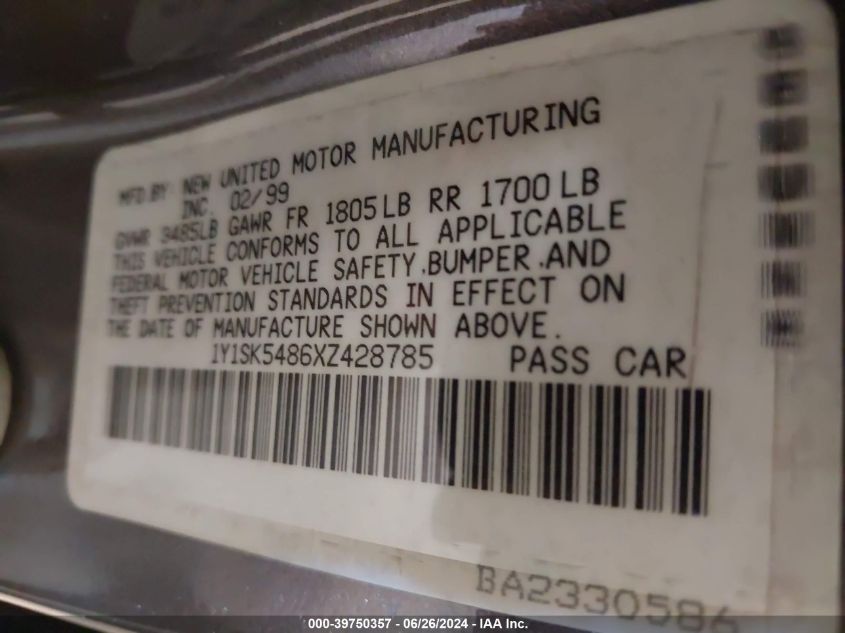 MFD BY: NEW UNITED MOTOR MANUFACTURING
INC. 02/99
GVWR 3485LB GAWR FR 1805LB RR 1700LB
THIS VEHICLE CONFORMS TO ALL APPLICABLE
FEDERAL MOTOR VEHICLE SAFETY,BUMPER,AND
THEFT PREVENTION STANDARDS IN EFFECT ON
THE DATE OF MANUFACTURE SHOWN ABOVE.
1Y1SK5486XZ428785 PASS CAR
BA2330586
000-39750357 / 06/26/2024 - IAA Inc.